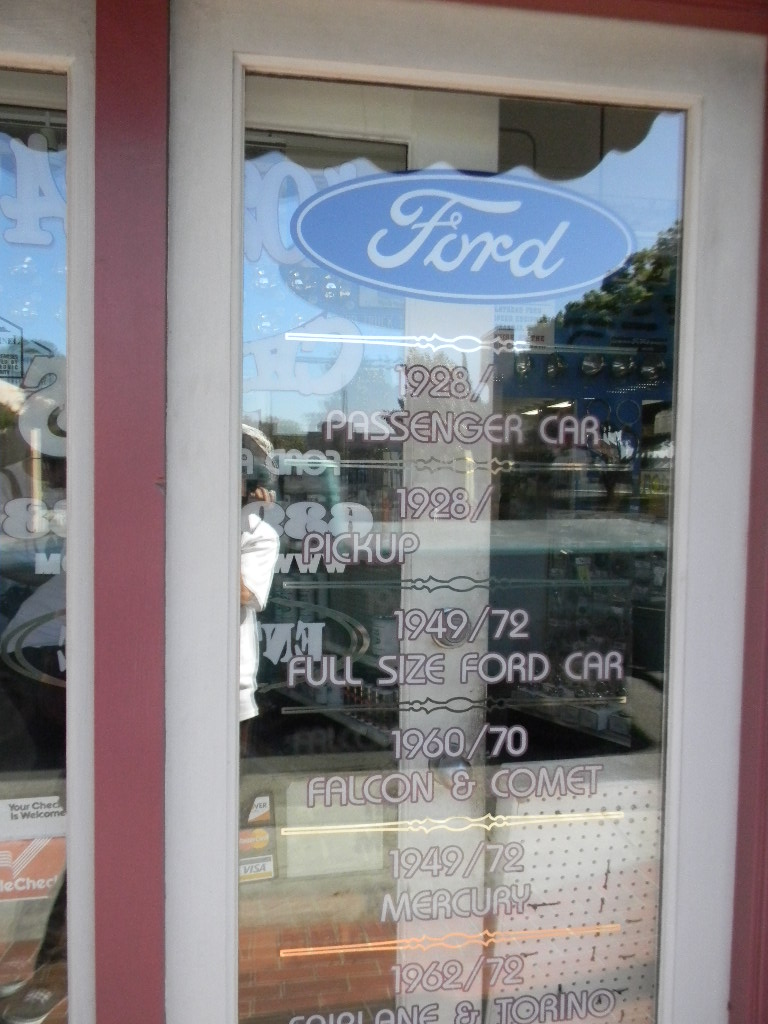 Ford
1928/
PASSENGER CAR
1928/
PICKUP
1949/72
FULL SIZE FORD CAR
1960/70
FALCON & COMET
1949/72
MERCURY
1962/72
FAIRLANE & TORINO
Your Check
is Welcome
VISA